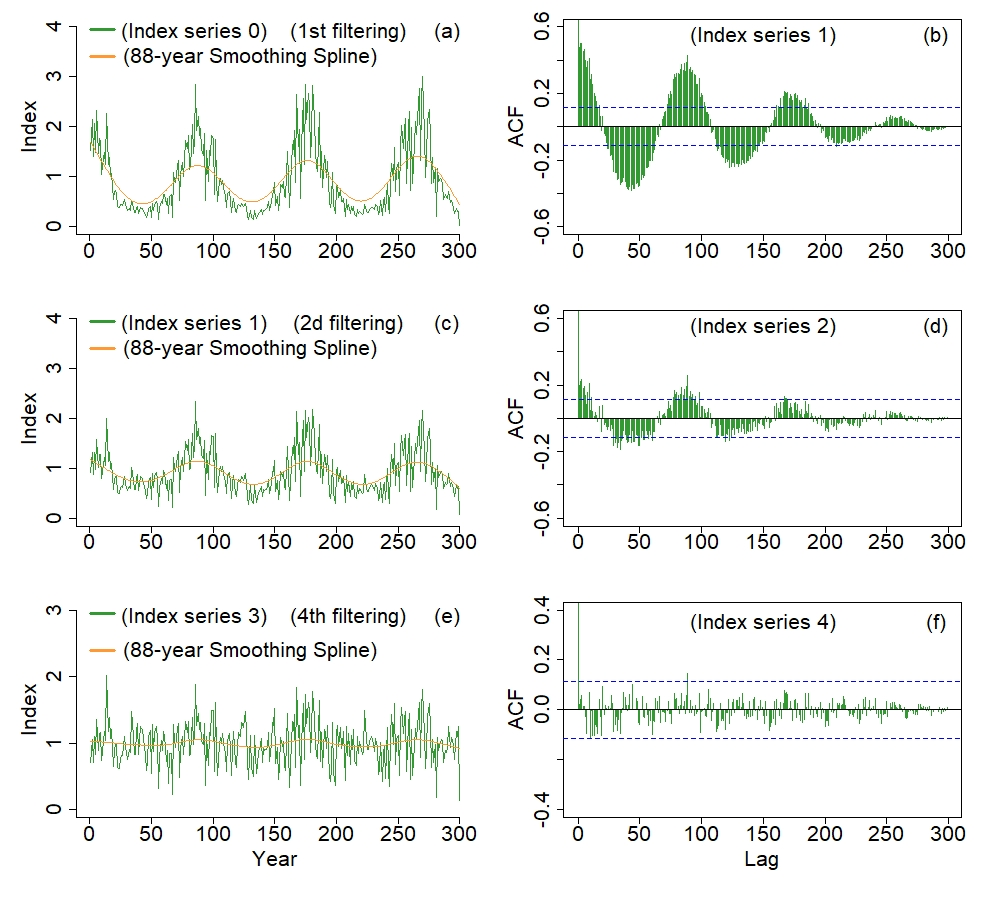 (Index series 0) (1st filtering) (a)
(88-year Smoothing Spline)
Index
4
3
2
1
0
0 50 100 150 200 250 300
(Index series 1) (b)
ACF
0.6
0.2
-0.2
-0.6
0 50 100 150 200 250 300
(Index series 1) (2d filtering) (c)
(88-year Smoothing Spline)
Index
4
3
2
1
0
0 50 100 150 200 250 300
(Index series 2) (d)
ACF
0.6
0.2
-0.2
-0.6
0 50 100 150 200 250 300
(Index series 3) (4th filtering) (e)
(88-year Smoothing Spline)
Index
3
2
1
0
0 50 100 150 200 250 300
Year
(Index series 4) (f)
ACF
0.4
0.2
0.0
-0.4
0 50 100 150 200 250 300
Lag